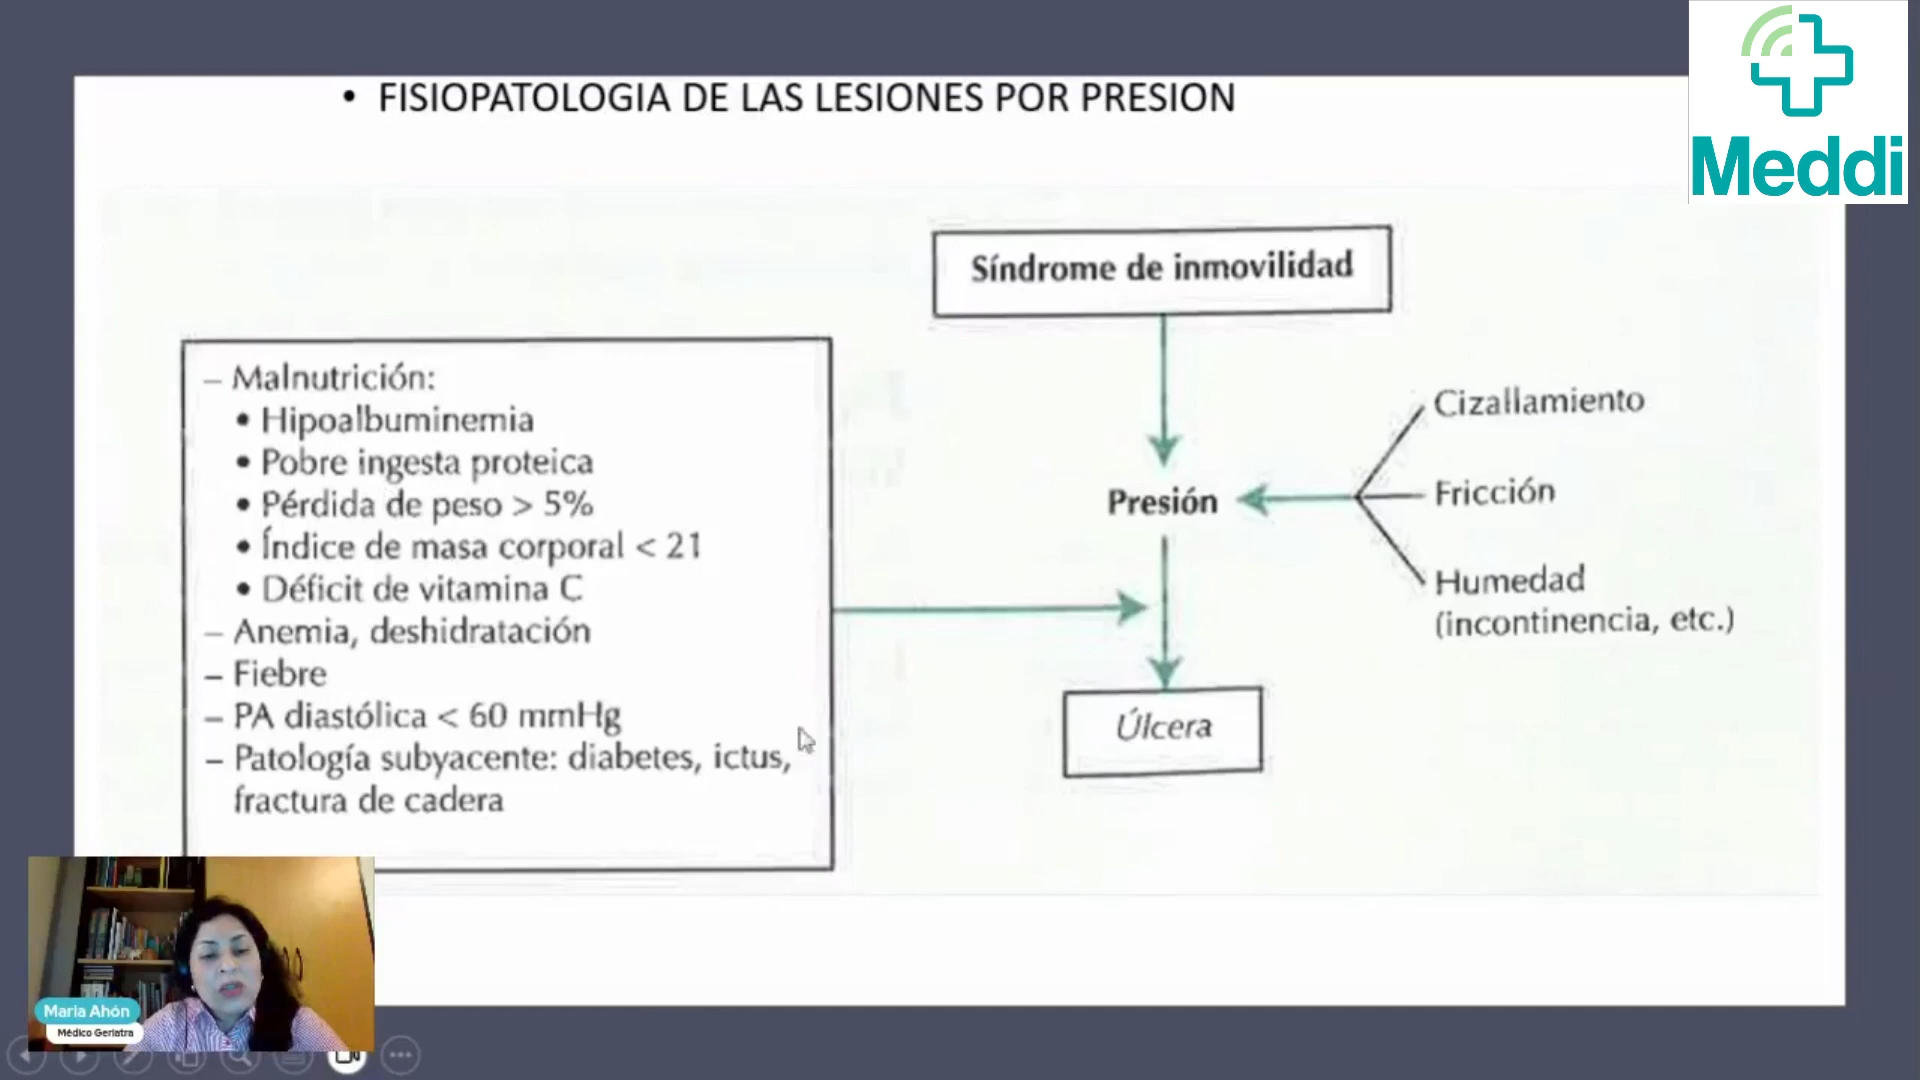 • FISIOPATOLOGIA DE LAS LESIONES POR PRESION
Meddi
Síndrome de inmovilidad
– Malnutrición:
• Hipoalbuminemia
• Pobre ingesta proteica
• Pérdida de peso > 5%
• Índice de masa corporal < 21
• Déficit de vitamina C
– Anemia, deshidratación
– Fiebre
– PA diastólica < 60 mmHg
– Patología subyacente: diabetes, ictus,
fractura de cadera
Presión
Cizallamiento
Fricción
Humedad
(incontinencia, etc.)
Úlcera
Maria Ahón
Médico Geriatra